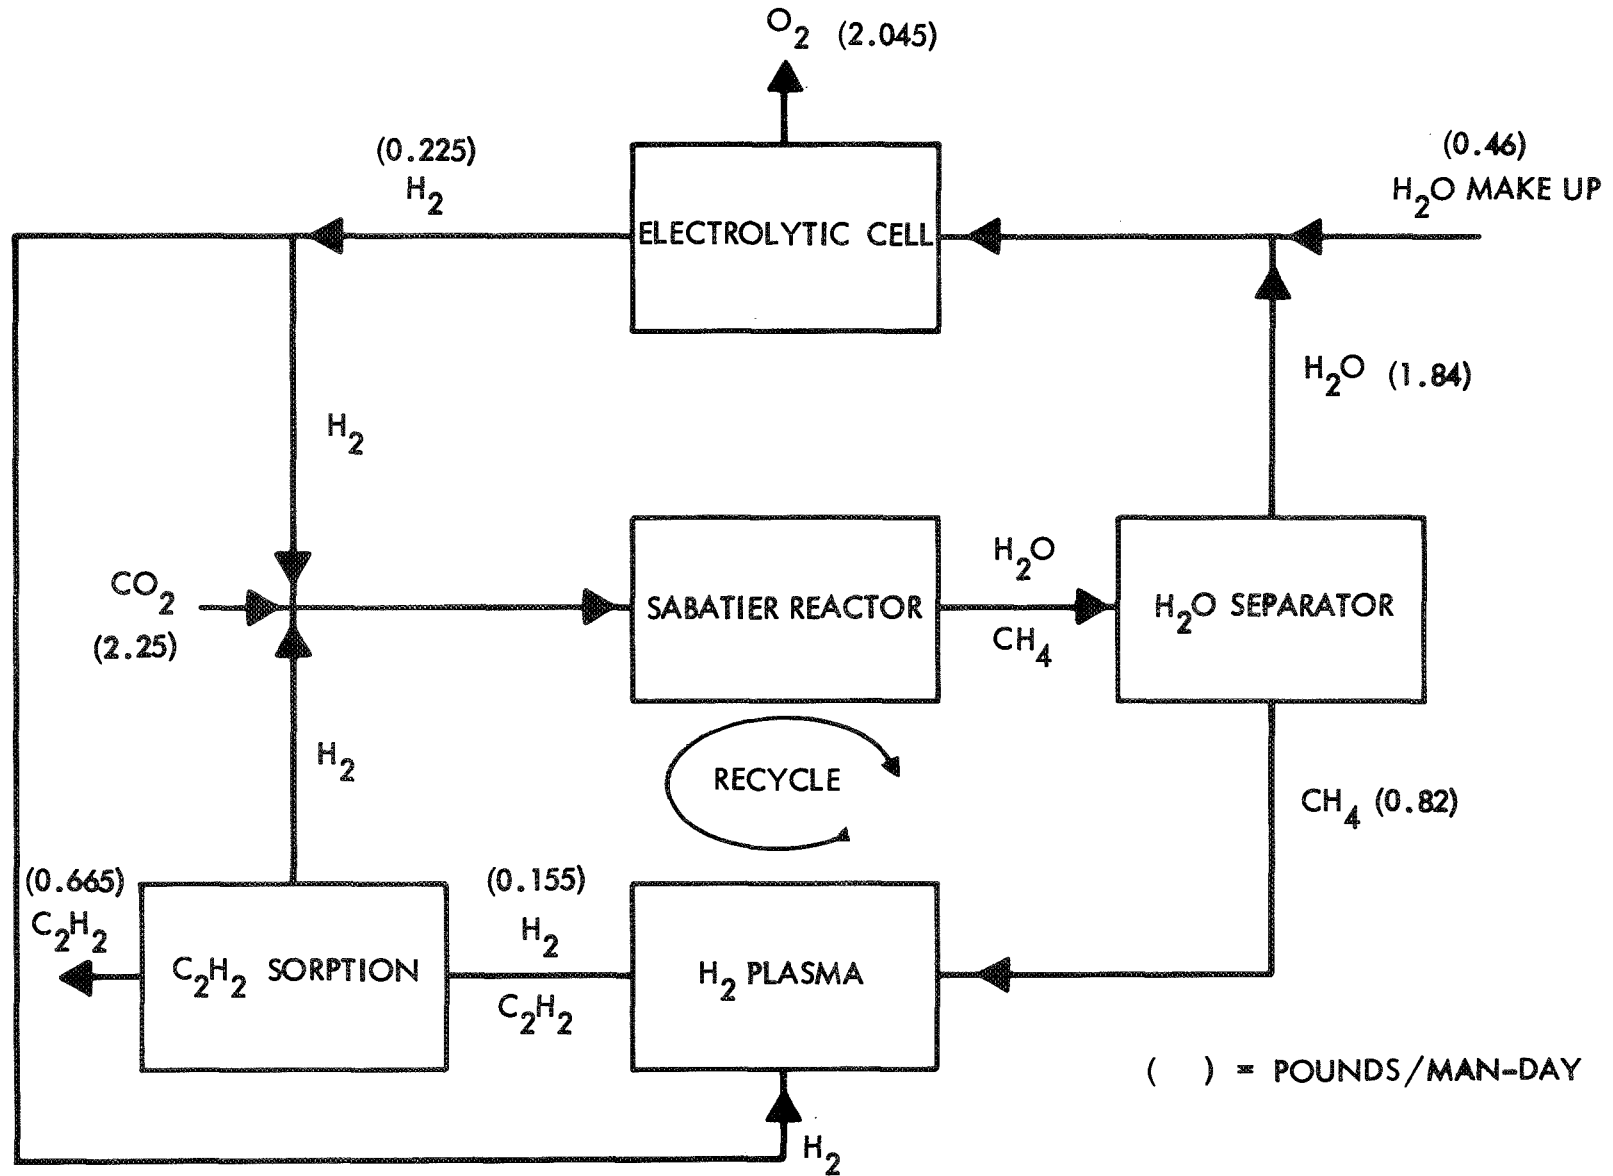 O2 (2.045)
(0.225)
H2
(0.46)
H2O MAKE UP
ELECTROLYTIC CELL
H2O (1.84)
H2
CO2
(2.25)
SABATIER REACTOR
H2O
CH4
H2O SEPARATOR
H2
RECYCLE
CH4 (0.82)
(0.665)
C2H2
C2H2 SORPTION
(0.155)
H2
C2H2
H2 PLASMA
( ) = POUNDS/MAN-DAY
H2